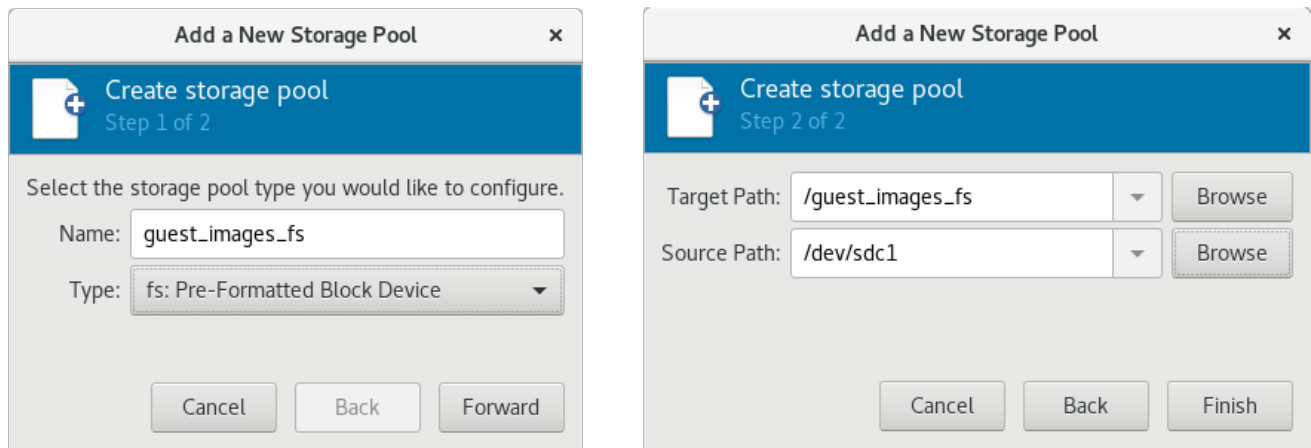 Add a New Storage Pool ×
Create storage pool
Step 1 of 2
Select the storage pool type you would like to configure.
Name: guest_images_fs
Type: fs: Pre-Formatted Block Device
Cancel Back Forward
Add a New Storage Pool ×
Create storage pool
Step 2 of 2
Target Path: /guest_images_fs Browse
Source Path: /dev/sdc1 Browse
Cancel Back Finish